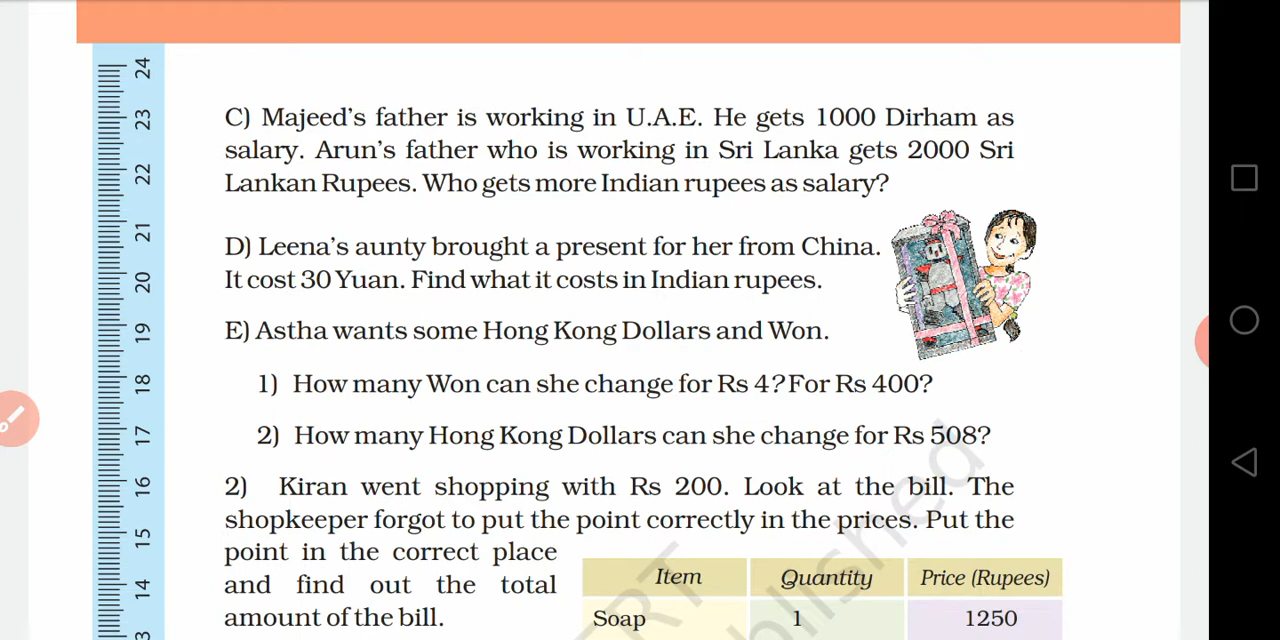 24
23
22
21
20
19
18
17
16
15
14
C) Majeed's father is working in U.A.E. He gets 1000 Dirham as
salary. Arun's father who is working in Sri Lanka gets 2000 Sri
Lankan Rupees. Who gets more Indian rupees as salary?
D) Leena's aunty brought a present for her from China.
It cost 30 Yuan. Find what it costs in Indian rupees.
E) Astha wants some Hong Kong Dollars and Won.
1) How many Won can she change for Rs 4? For Rs 400?
2) How many Hong Kong Dollars can she change for Rs 508?
2) Kiran went shopping with Rs 200. Look at the bill. The
shopkeeper forgot to put the point correctly in the prices. Put the
point in the correct place
and find out the total
amount of the bill.
Item Quantity Price (Rupees)
Soap 1 1250